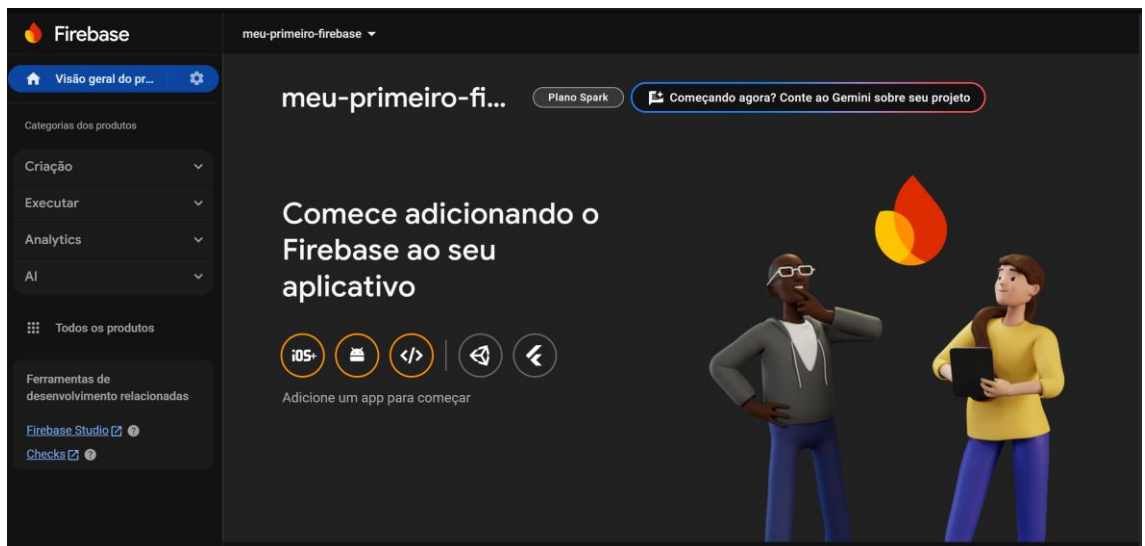 Firebase
meu-primeiro-firebase
Visão geral do pr...
meu-primeiro-fi...
Plano Spark
Começando agora? Conte ao Gemini sobre seu projeto
Categorias dos produtos
Criação
Executar
Analytics
AI
Todos os produtos
Ferramentas de
desenvolvimento relacionadas
Firebase Studio
Checks
Comece adicionando o
Firebase ao seu
aplicativo
iOS+
</>
Adicione um app para começar